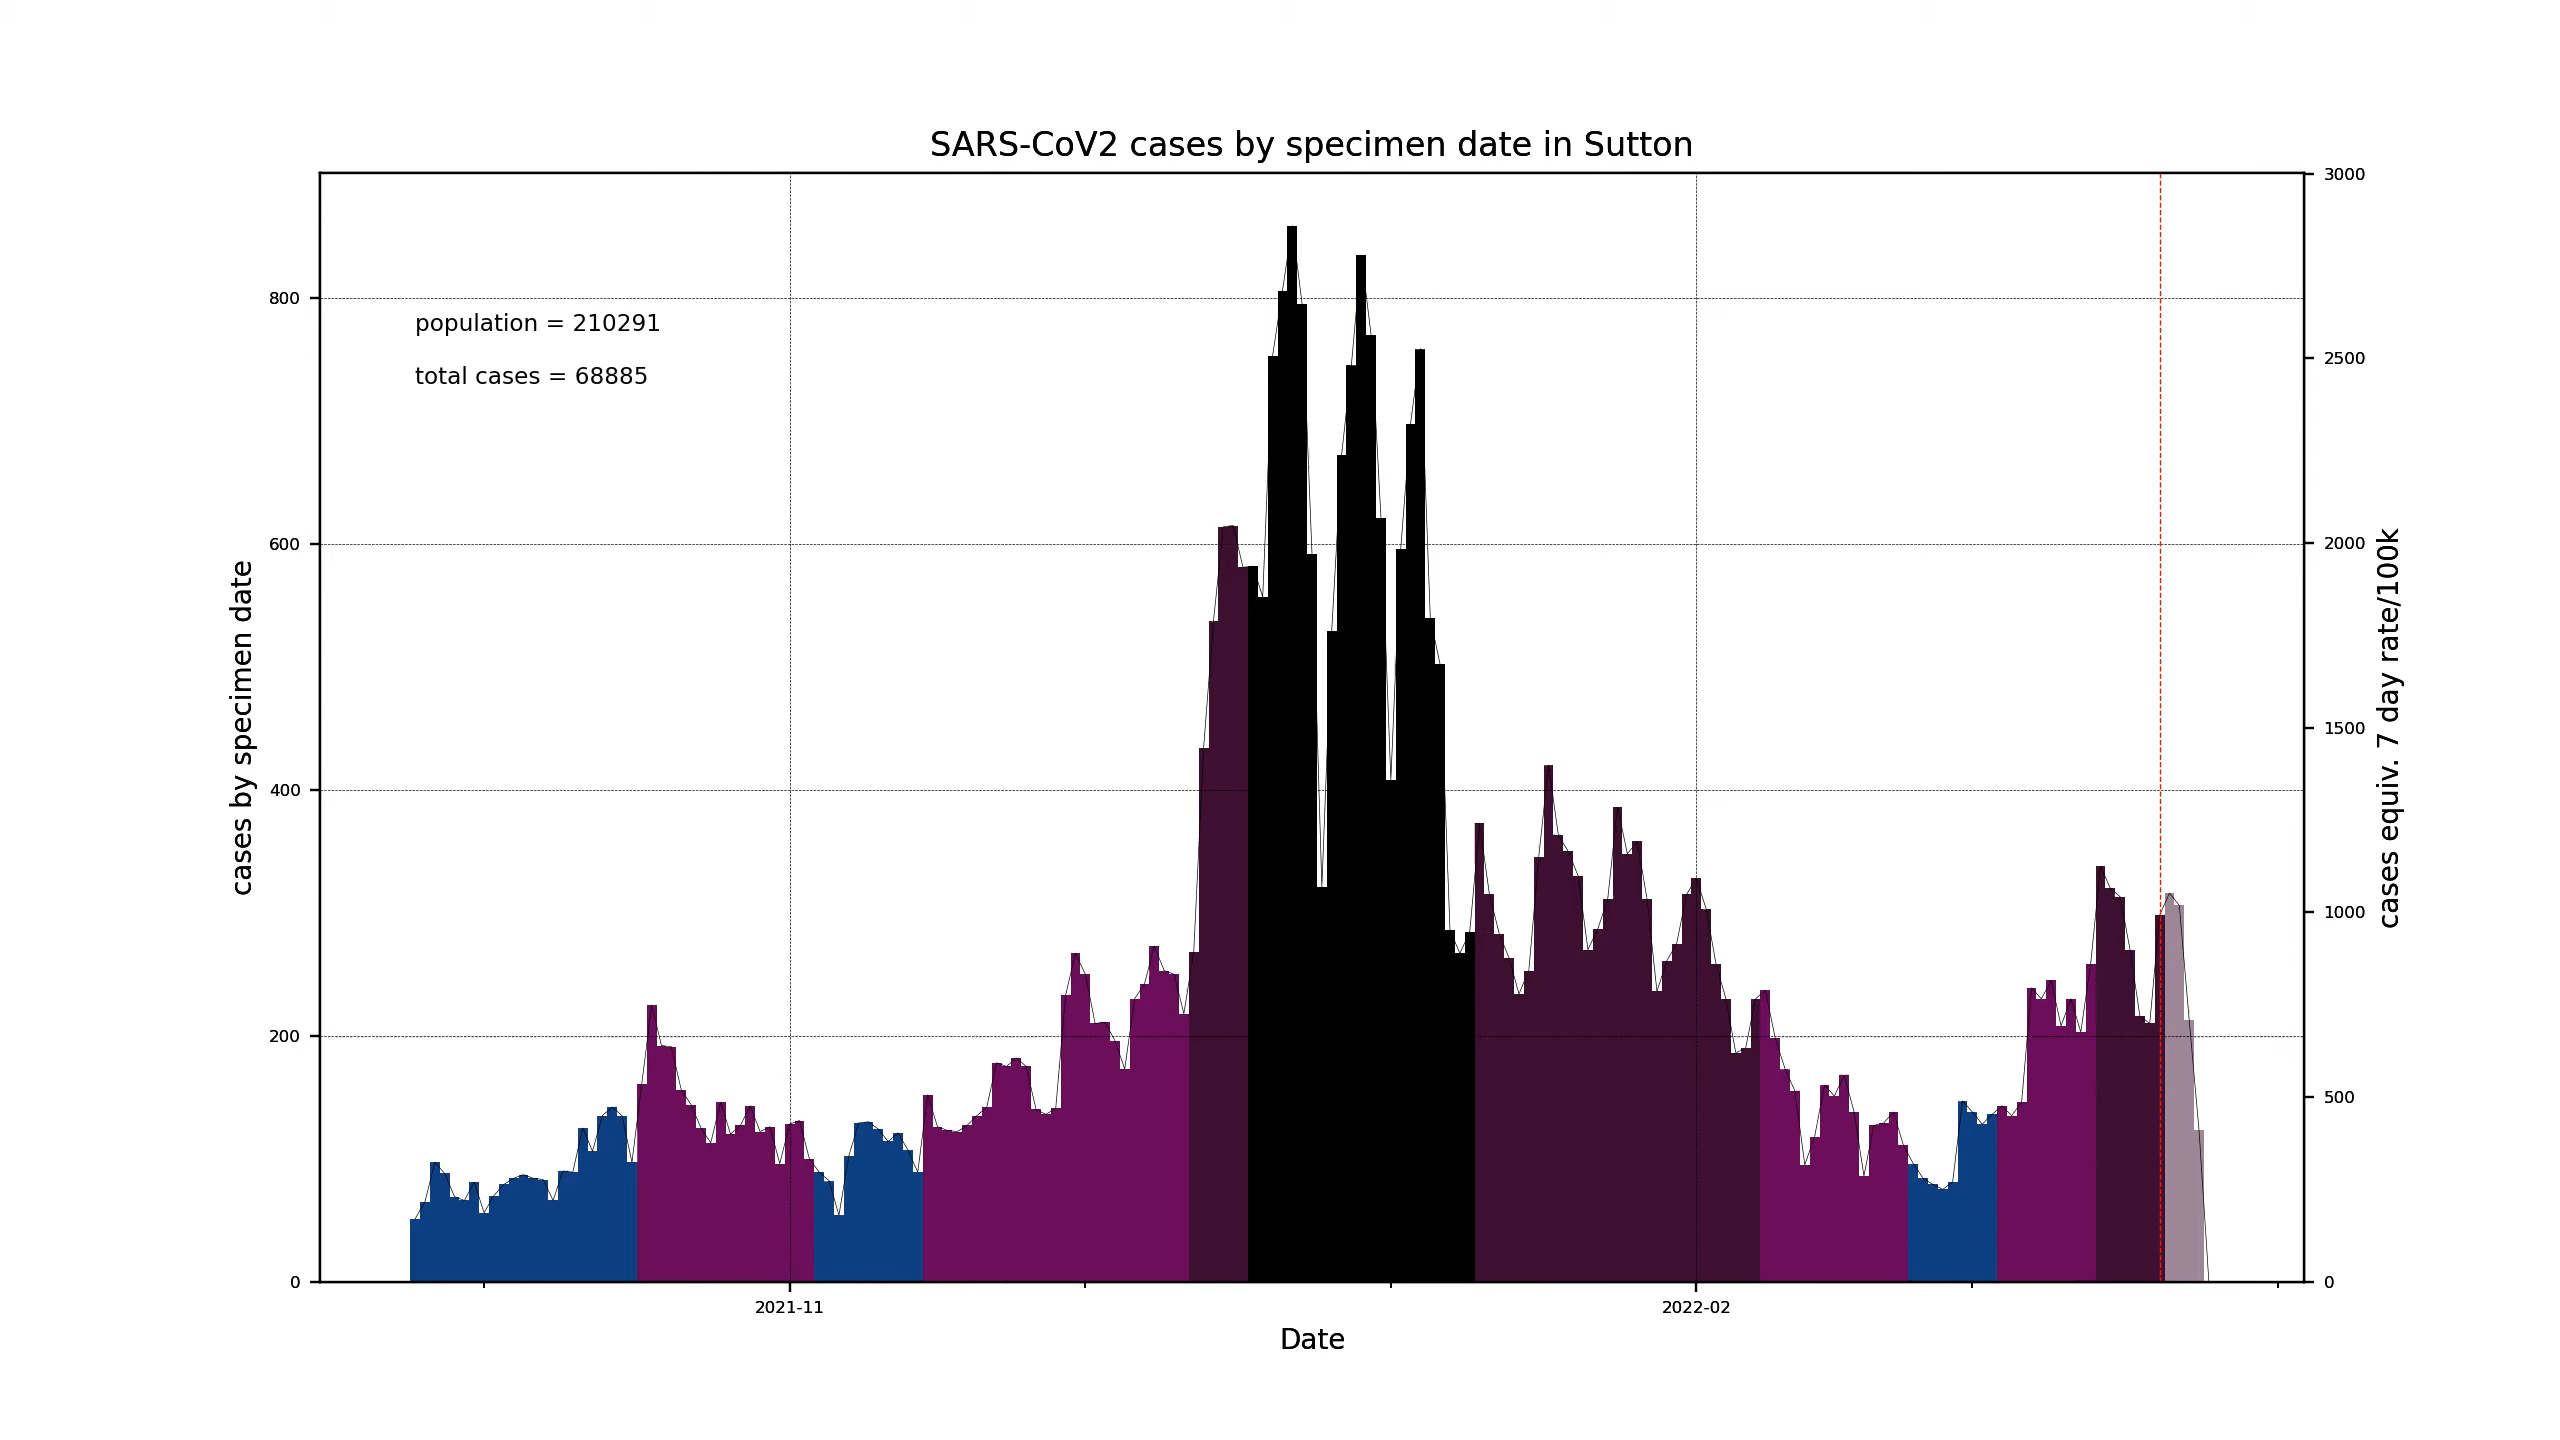 SARS-CoV2 cases by specimen date in Sutton
population = 210291
total cases = 68885
cases by specimen date
800
600
400
200
0
3000
2500
2000
1500
1000
500
0
cases equiv. 7 day rate/100k
2021-11
2022-02
Date